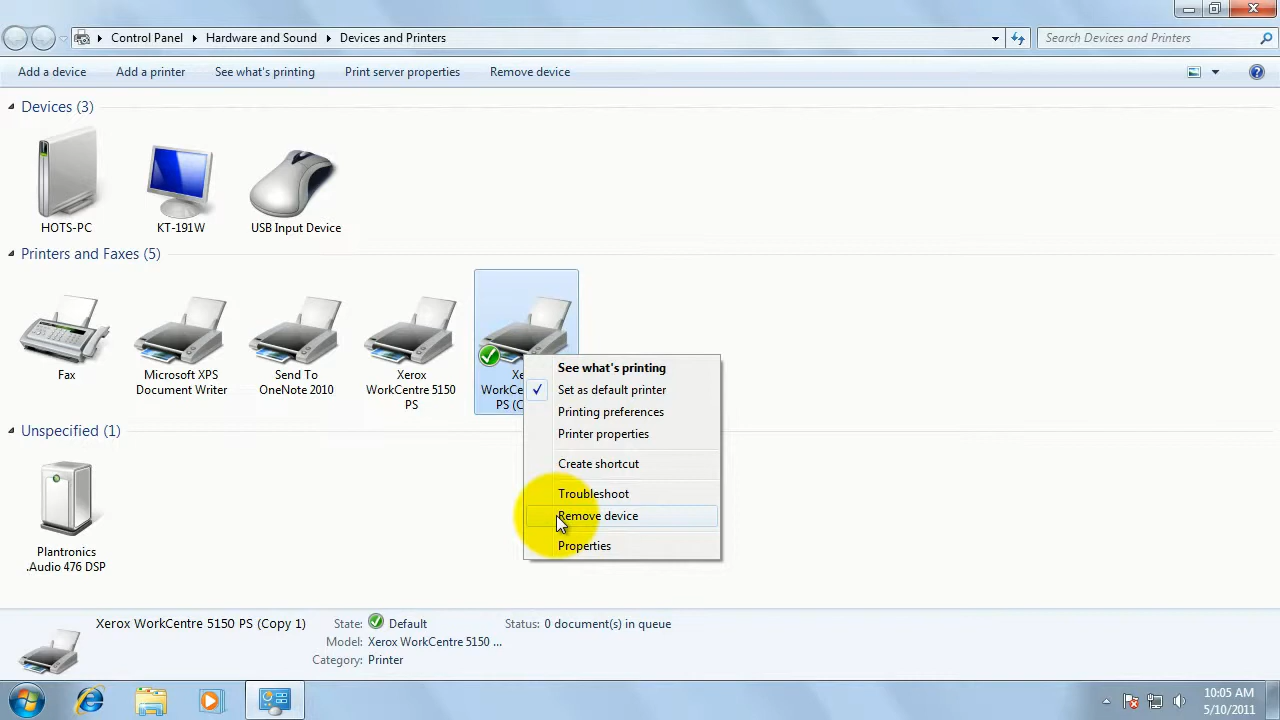 Control Panel
Hardware and Sound
Devices and Printers
Search Devices and Printers
Add a device
Add a printer
See what's printing
Print server properties
Remove device
Devices (3)
HOTS-PC
KT-191W
USB Input Device
Printers and Faxes (5)
Fax
Microsoft XPS
Document Writer
Send To
OneNote 2010
Xerox
WorkCentre 5150
PS
Xe
WorkCe
PS (C
See what's printing
Set as default printer
Printing preferences
Printer properties
Create shortcut
Troubleshoot
Remove device
Properties
Unspecified (1)
Plantronics
.Audio 476 DSP
Xerox WorkCentre 5150 PS (Copy 1)
State: Default
Status: 0 document(s) in queue
Model: Xerox WorkCentre 5150 ...
Category: Printer
10:05 AM
5/10/2011